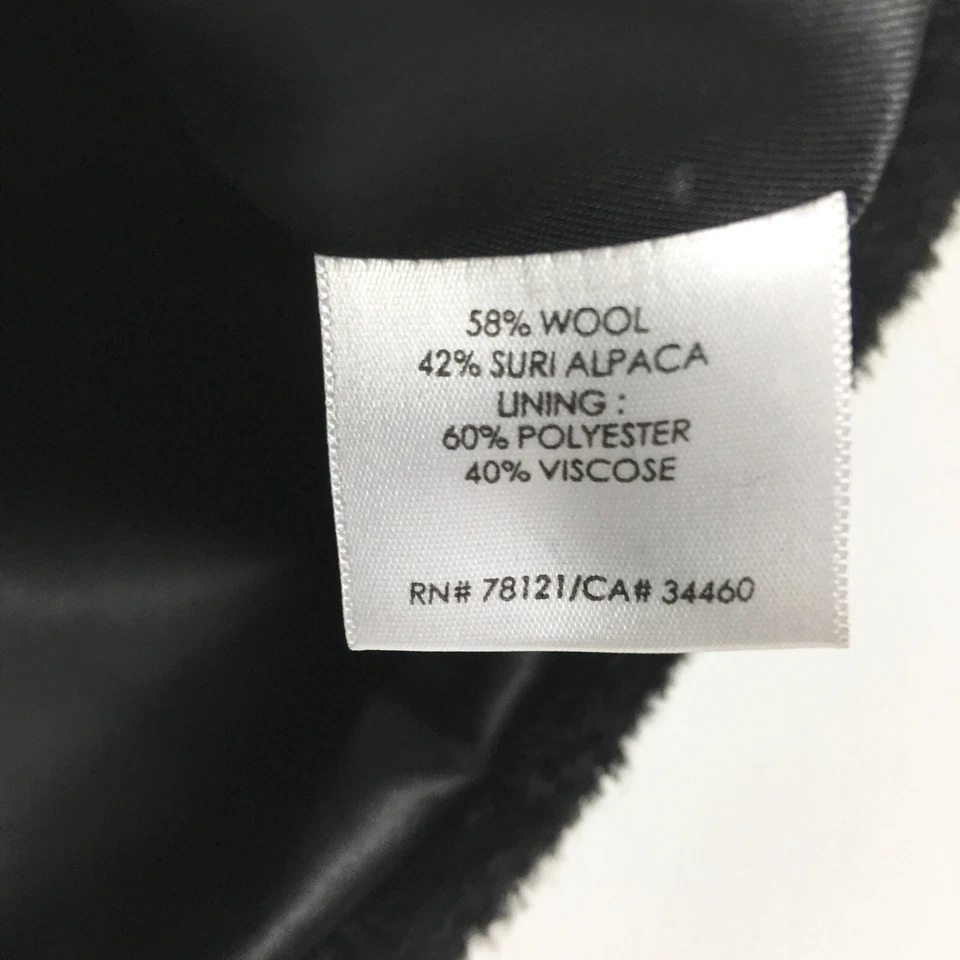 58% WOOL
42% SURI ALPACA
LINING :
60% POLYESTER
40% VISCOSE
RN# 78121/CA# 34460